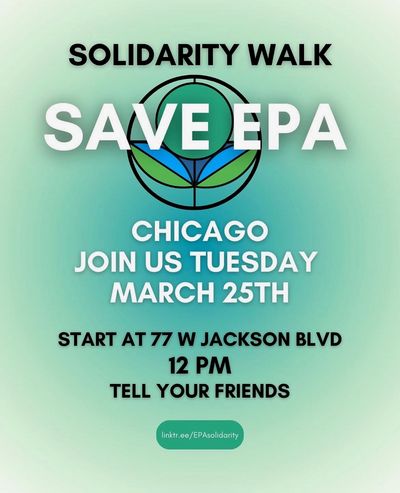 SOLIDARITY WALK
SAVE EPA
CHICAGO
JOIN US TUESDAY
MARCH 25TH
START AT 77 W JACKSON BLVD
12 PM
TELL YOUR FRIENDS
linktr.ee/EPAsolidarity